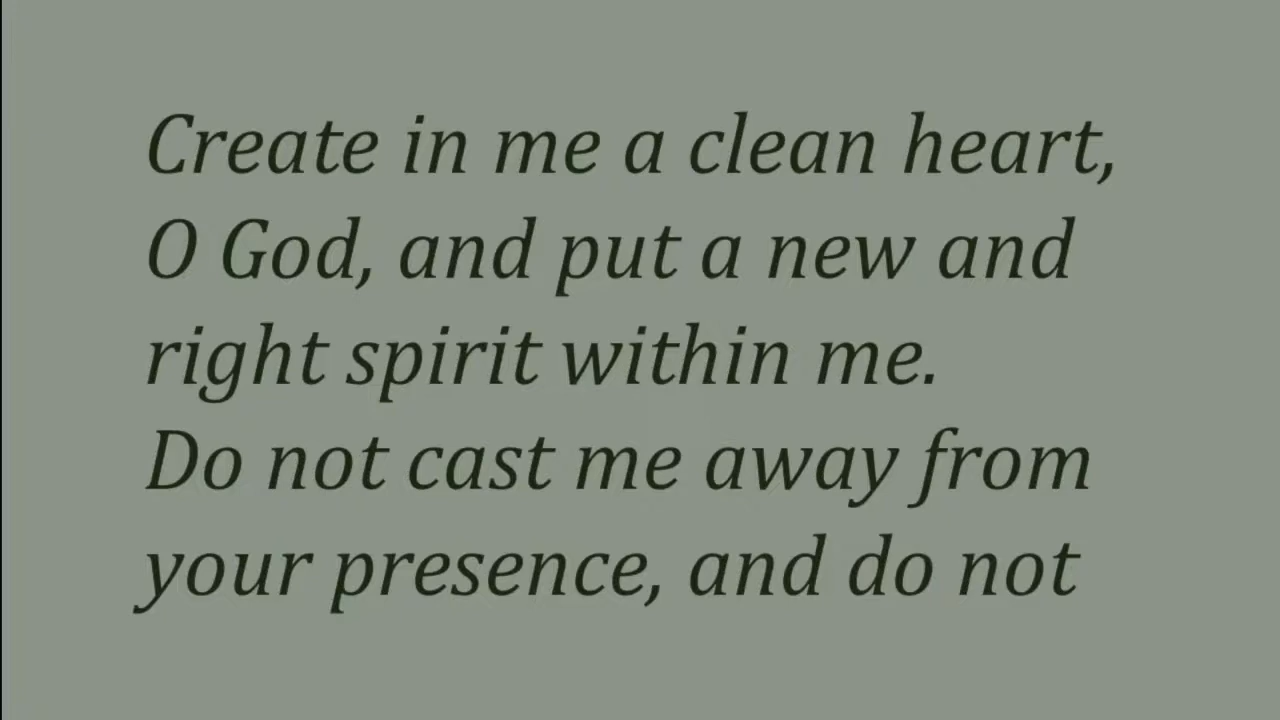 Create in me a clean heart,
O God, and put a new and
right spirit within me.
Do not cast me away from
your presence, and do not